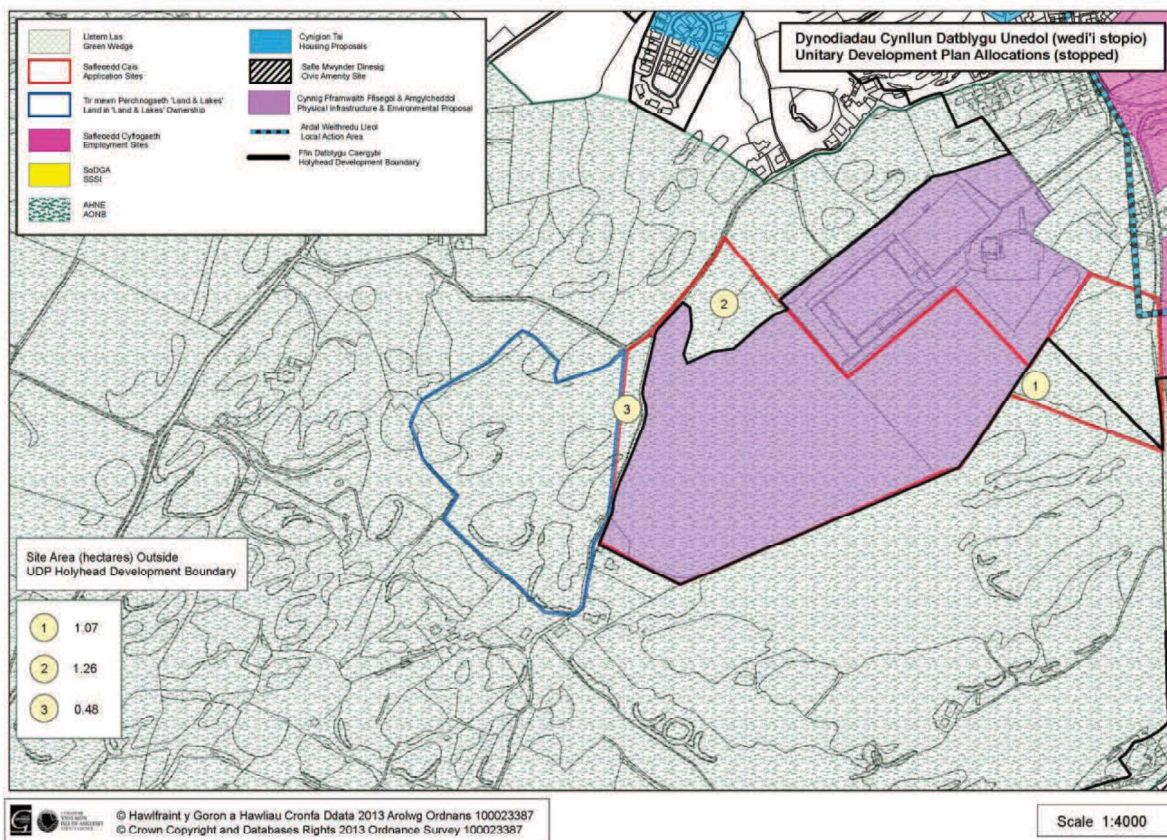 Dynodiadau Cynllun Datblygu Unedol (wedi'i stopio)
Unitary Development Plan Allocations (stopped)
Lletem Las
Green Wedge
Safleoedd Cais
Application Sites
Tir mewn Perchnogaeth 'Land & Lakes'
Land in 'Land & Lakes' Ownership
Safleoedd Cyflogaeth
Employment Sites
SoDGA
SSSI
AHNE
AONB
Cynigion Tai
Housing Proposals
Safle Mwynder Dinesig
Civic Amenity Site
Cynnig Fframwaith Ffisegol & Amgylcheddol
Physical Infrastructure & Environmental Proposal
Ardal Weithredu Lleol
Local Action Area
Ffin Datblygu Caergybi
Holyhead Development Boundary
2
1
3
Site Area (hectares) Outside
UDP Holyhead Development Boundary
1 1.07
2 1.26
3 0.48
© Hawlfraint y Goron a Hawliau Cronfa Ddata 2013 Arolwg Ordnans 100023387
© Crown Copyright and Databases Rights 2013 Ordnance Survey 100023387
Scale 1:4000